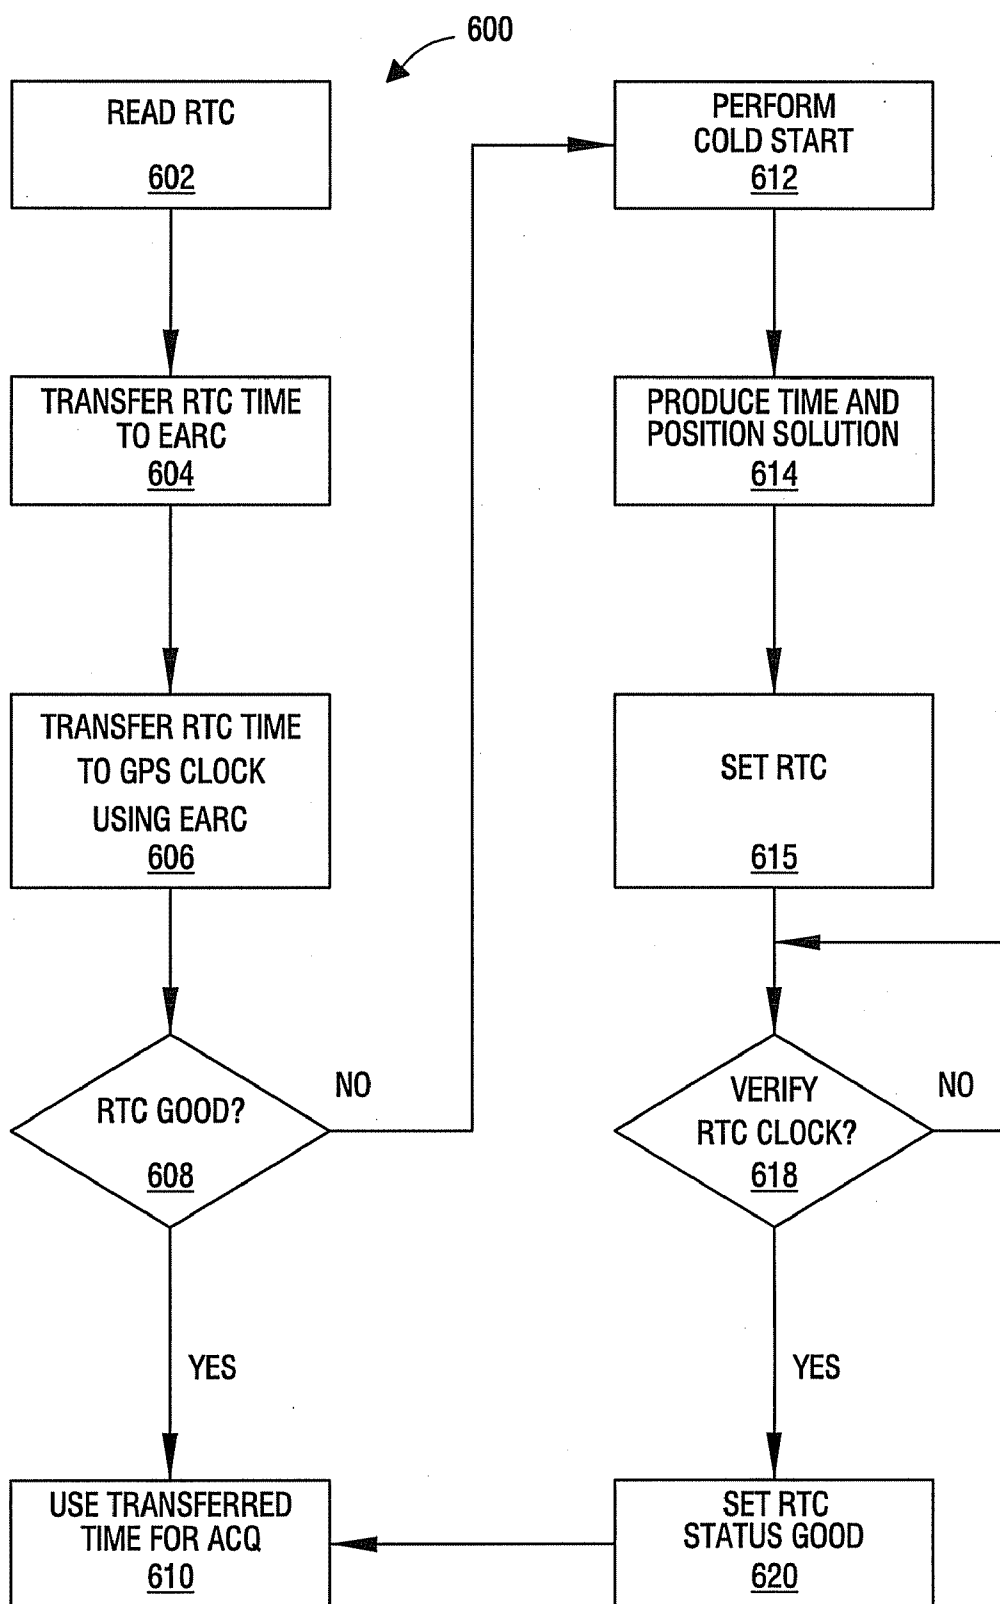 600
READ RTC
602
TRANSFER RTC TIME
TO EARC
604
TRANSFER RTC TIME
TO GPS CLOCK
USING EARC
606
RTC GOOD?
608
NO
YES
USE TRANSFERRED
TIME FOR ACQ
610
PERFORM
COLD START
612
PRODUCE TIME AND
POSITION SOLUTION
614
SET RTC
615
VERIFY
RTC CLOCK?
618
NO
YES
SET RTC
STATUS GOOD
620